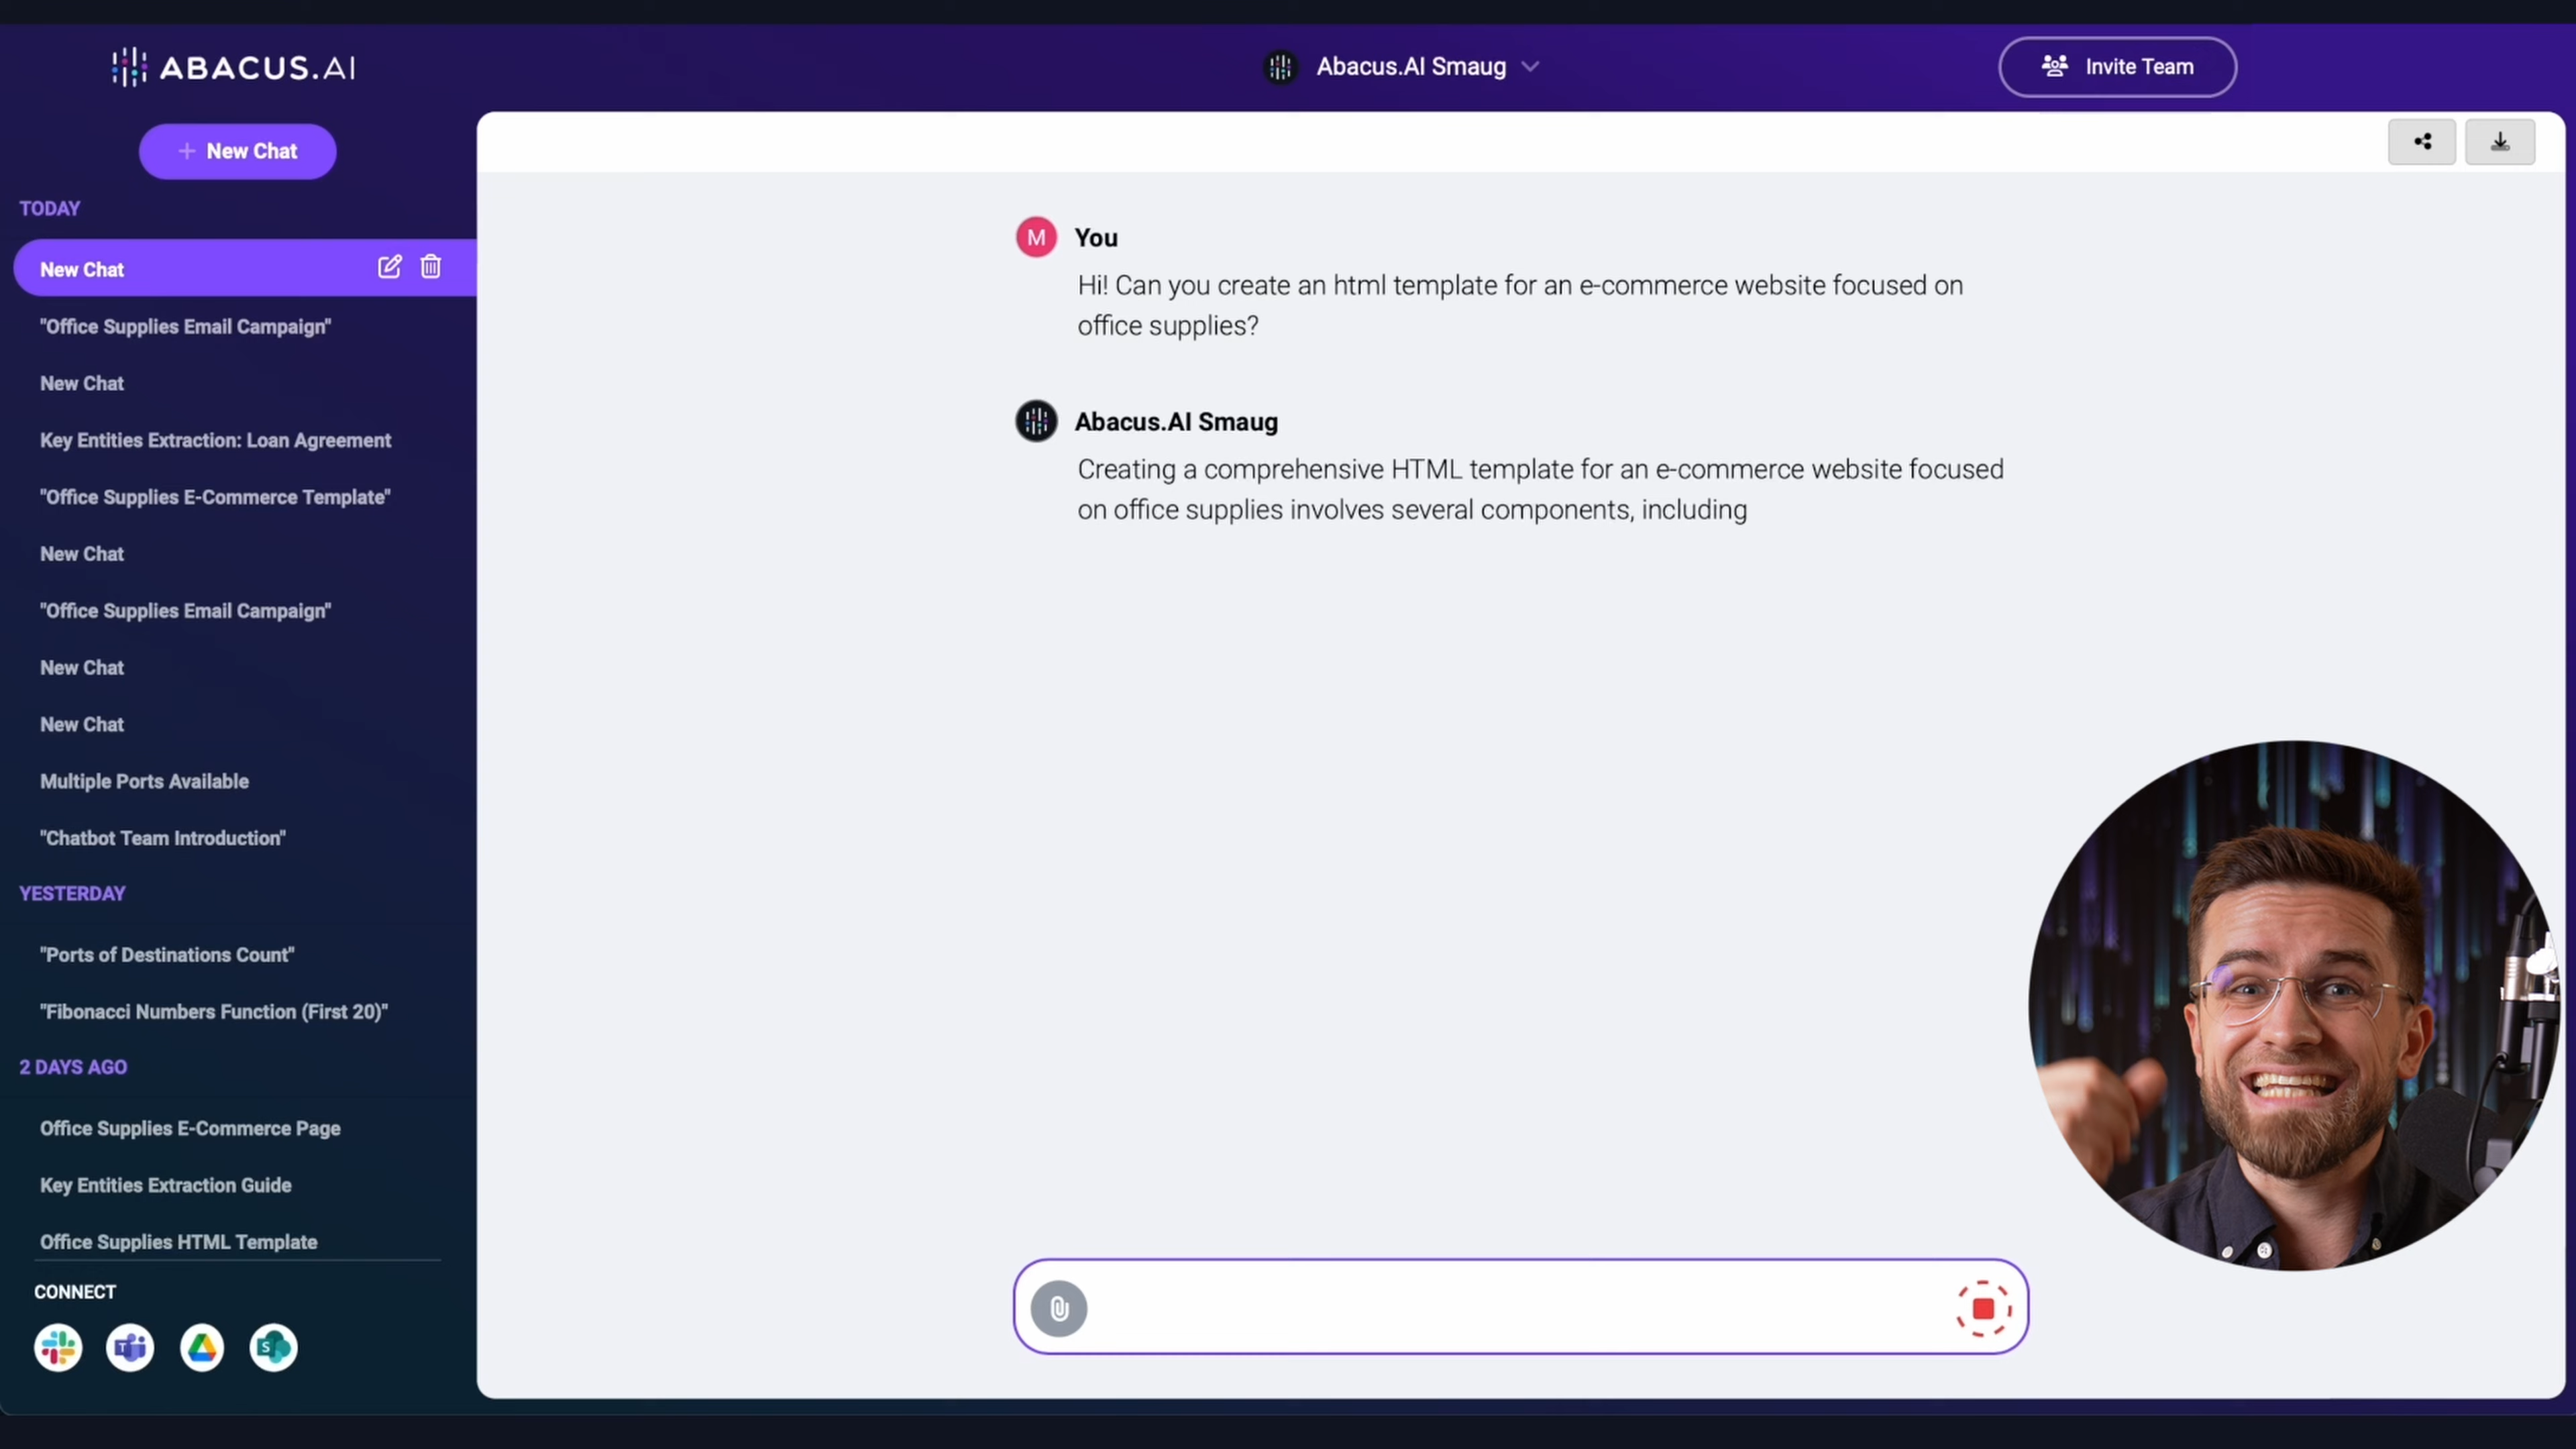 ABACUS.AI
Abacus.AI Smaug
Invite Team
+ New Chat
TODAY
New Chat
"Office Supplies Email Campaign"
New Chat
Key Entities Extraction: Loan Agreement
"Office Supplies E-Commerce Template"
New Chat
"Office Supplies Email Campaign"
New Chat
New Chat
Multiple Ports Available
"Chatbot Team Introduction"
YESTERDAY
"Ports of Destinations Count"
"Fibonacci Numbers Function (First 20)"
2 DAYS AGO
Office Supplies E-Commerce Page
Key Entities Extraction Guide
Office Supplies HTML Template
CONNECT
M
You
Hi! Can you create an html template for an e-commerce website focused on
office supplies?
Abacus.AI Smaug
Creating a comprehensive HTML template for an e-commerce website focused
on office supplies involves several components, including